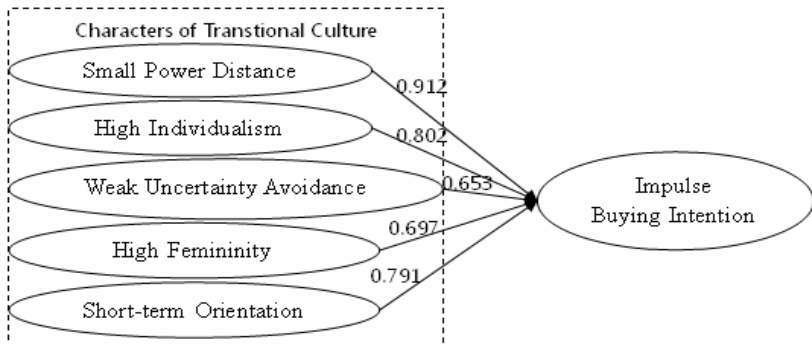 Characters of Transtional Culture
Small Power Distance
0.912
High Individualism
0.802
Weak Uncertainty Avoidance
0.653
Impulse
Buying Intention
High Femininity
0.697
0.791
Short-term Orientation